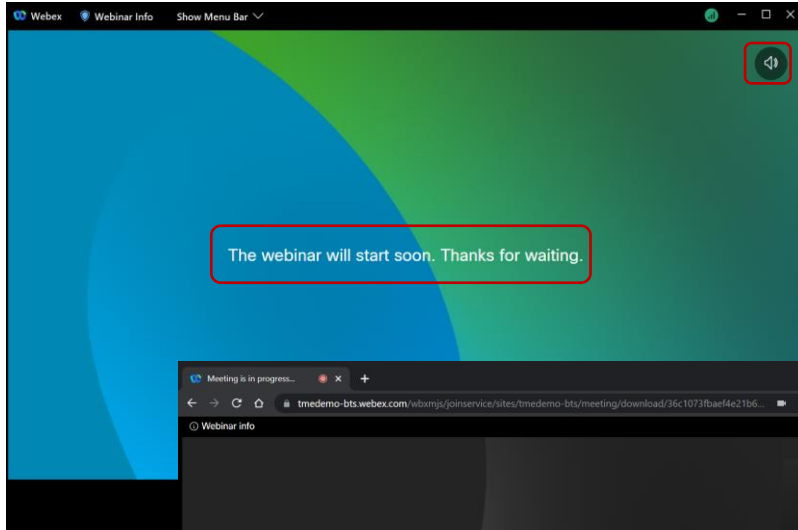 Webex Webinar Info Show Menu Bar
The webinar will start soon. Thanks for waiting.
Meeting is in progress...
tmedemo-bts.webex.com/wbxmjs/joinservice/sites/tmedemo-bts/meeting/download/36c1073fbaef4e21b6...
Webinar info